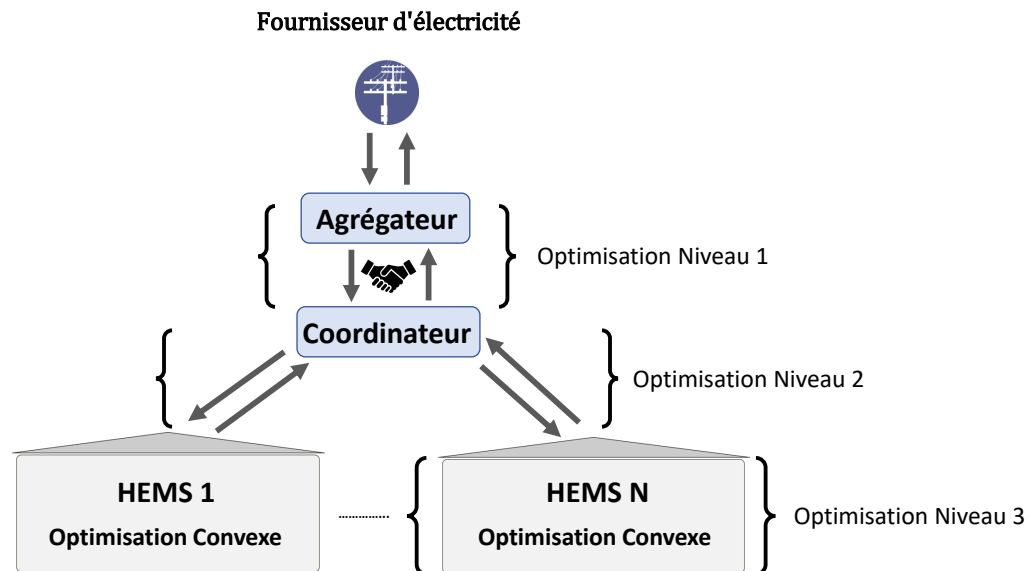 Fournisseur d'électricité
Agrégateur
Optimisation Niveau 1
Coordinateur
Optimisation Niveau 2
HEMS 1
Optimisation Convexe
...............
HEMS N
Optimisation Convexe
Optimisation Niveau 3